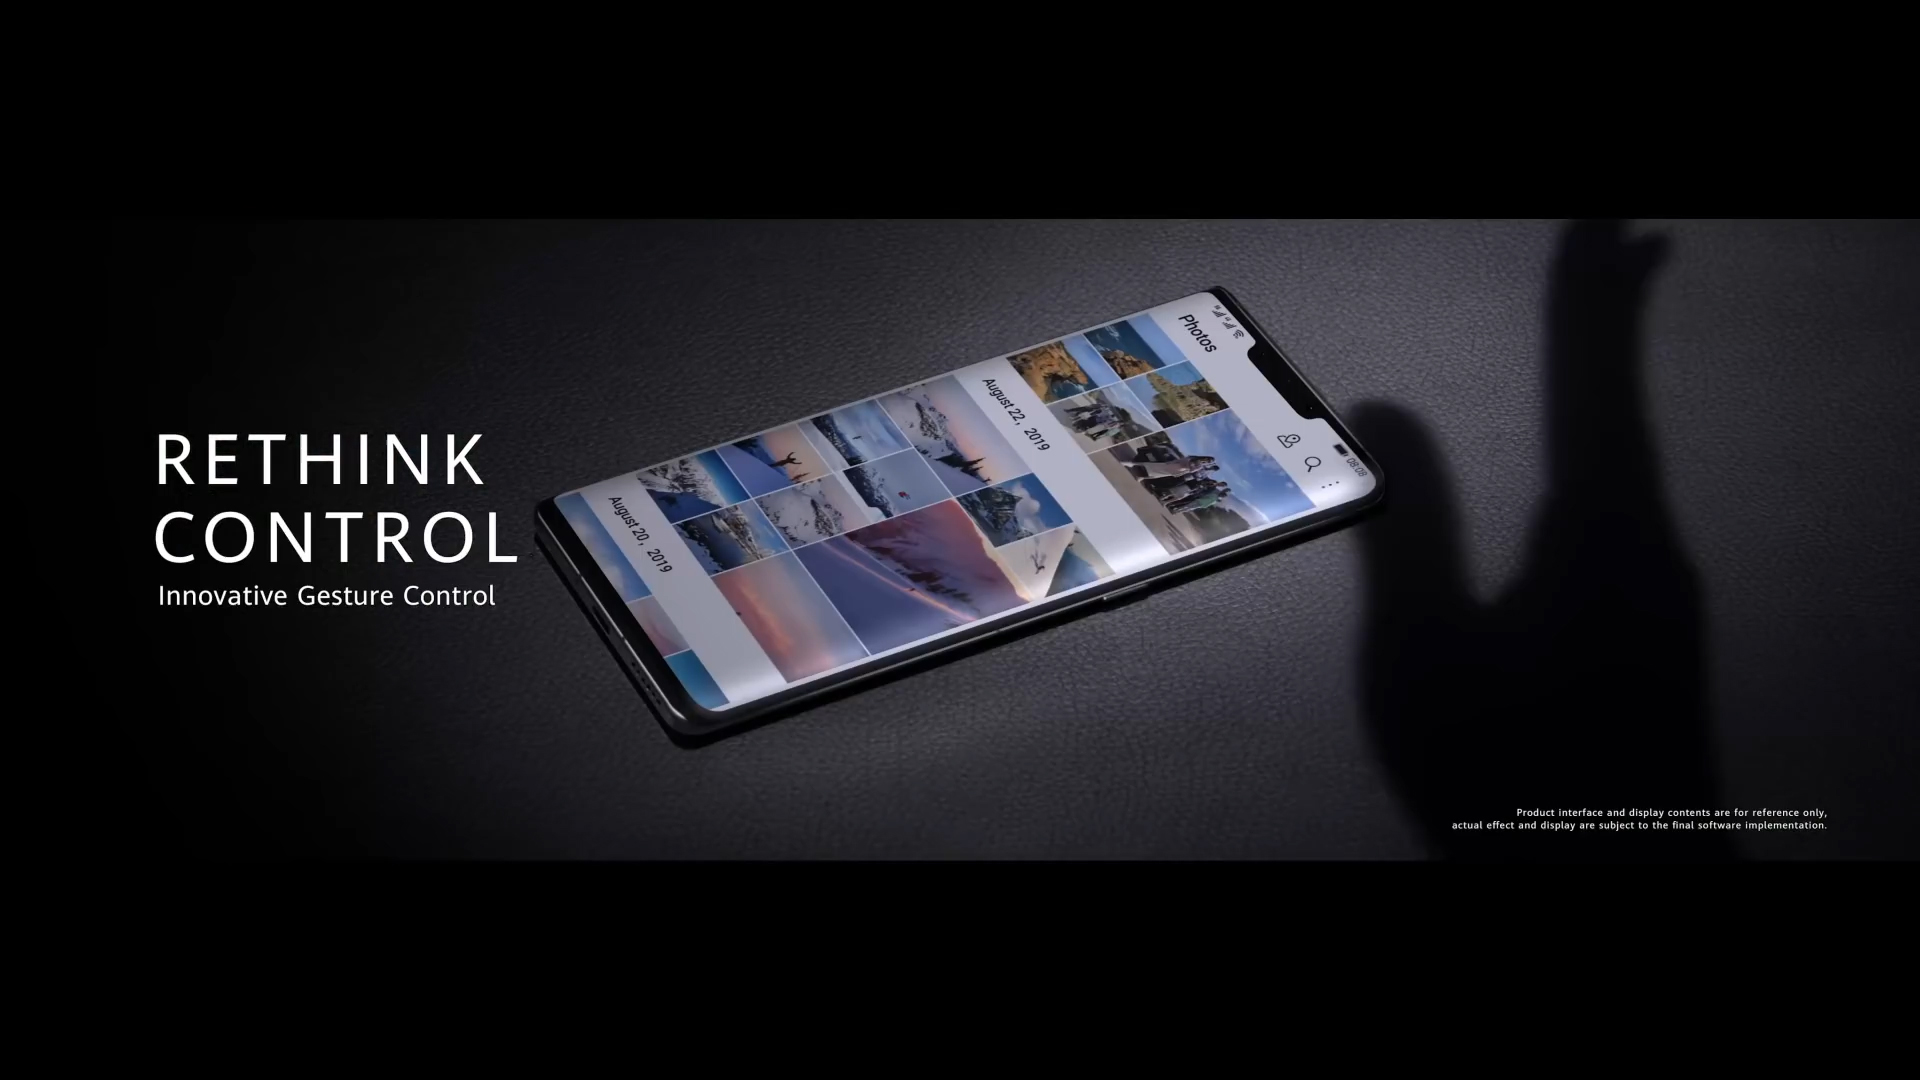 RETHINK
CONTROL
Innovative Gesture Control
Photos
08:08
August 22, 2019
August 20, 2019
Product interface and display contents are for reference only,
actual effect and display are subject to the final software implementation.